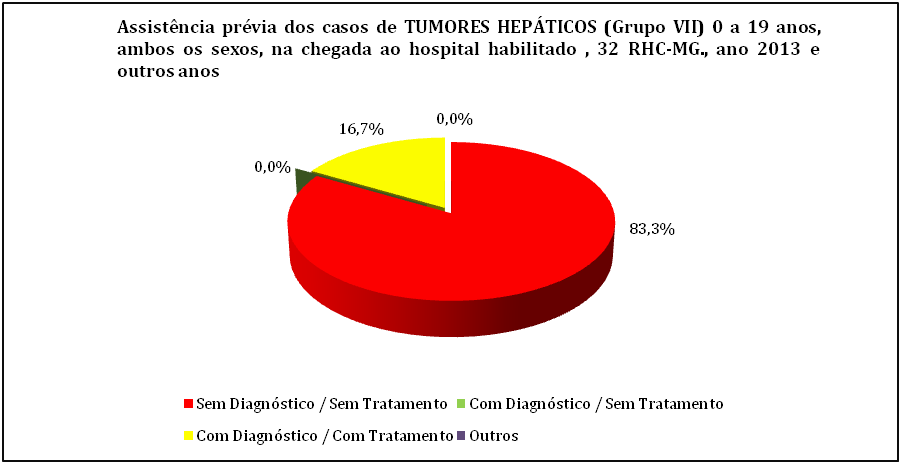 Assistência prévia dos casos de TUMORES HEPÁTICOS (Grupo VII) 0 a 19 anos,
ambos os sexos, na chegada ao hospital habilitado , 32 RHC-MG., ano 2013 e
outros anos
0,0%
16,7%
0,0%
83,3%
Sem Diagnóstico / Sem Tratamento
Com Diagnóstico / Sem Tratamento
Com Diagnóstico / Com Tratamento
Outros